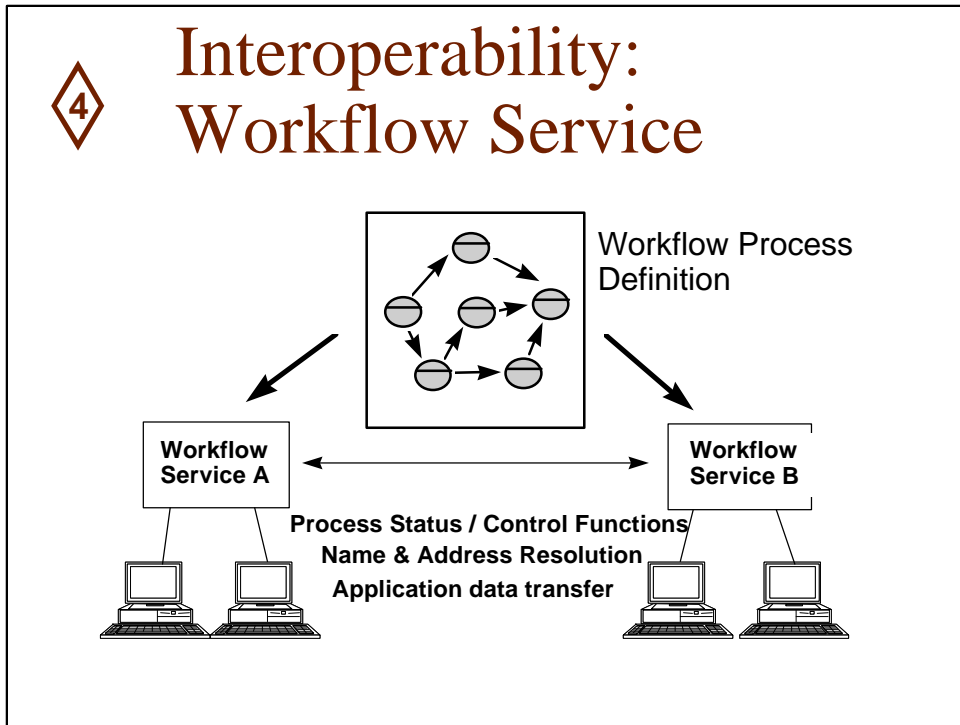 Interoperability:
4
Workflow Service
Workflow Process
Definition
Workflow
Service A
Workflow
Service B
Process Status / Control Functions
Name & Address Resolution
Application data transfer